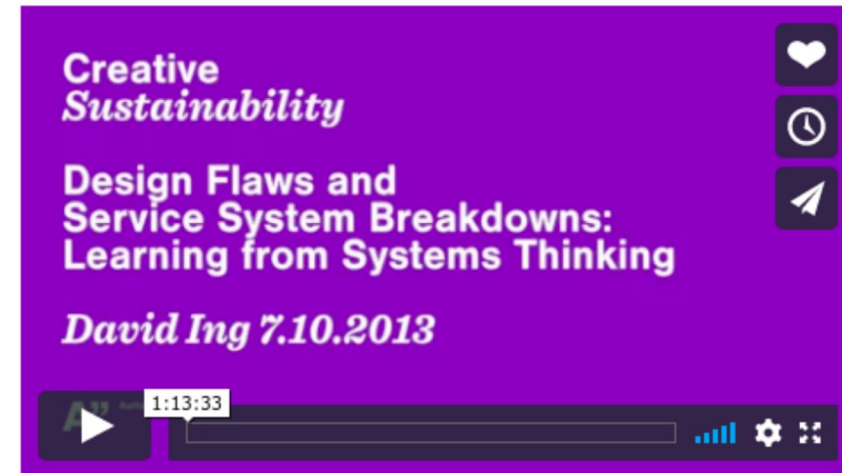 Creative
Sustainability
Design Flaws and
Service System Breakdowns:
Learning from Systems Thinking
David Ing 7.10.2013
A”
1:13:33